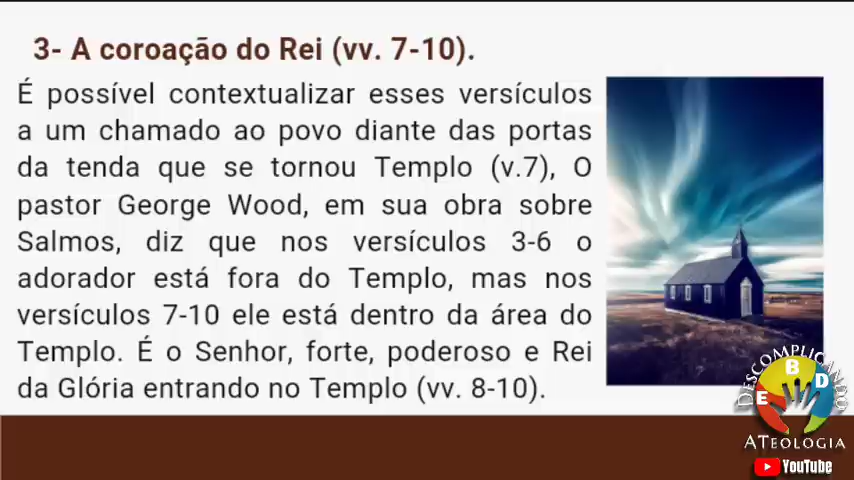 3- A coroação do Rei (vv. 7-10).
É possível contextualizar esses versículos
a um chamado ao povo diante das portas
da tenda que se tornou Templo (v.7), O
pastor George Wood, em sua obra sobre
Salmos, diz que nos versículos 3-6 o
adorador está fora do Templo, mas nos
versículos 7-10 ele está dentro da área do
Templo. É o Senhor, forte, poderoso e Rei
da Glória entrando no Templo (vv. 8-10).
DESCOMPLICANDO
EBD
ATEOLOGIA
YouTube